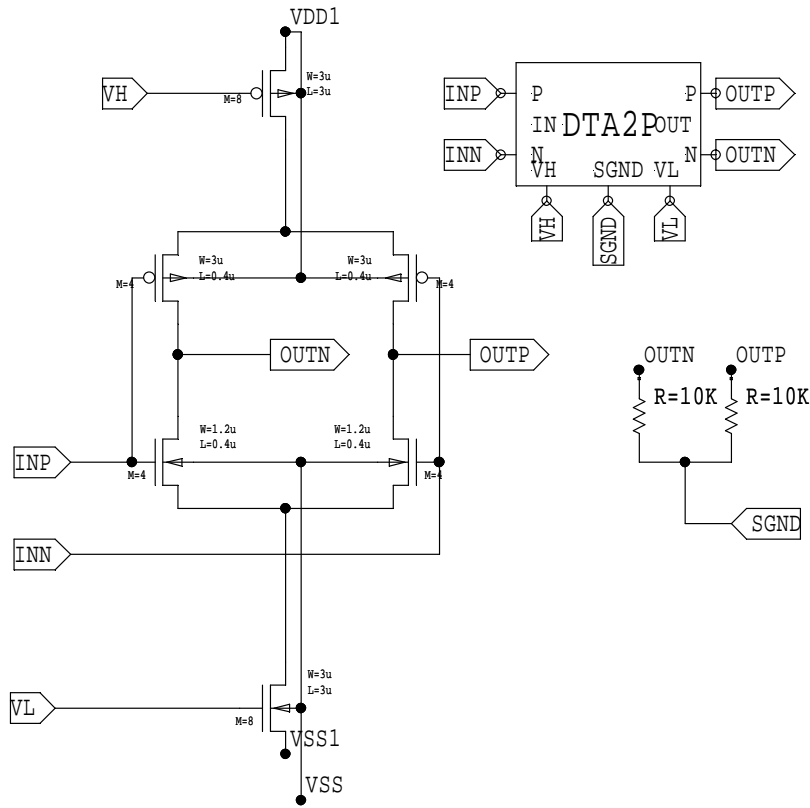 VDD1
VH
M=8
W=3u
L=3u
INP
P
P
OUTP
IN
DTA2P
OUT
INN
N
N
OUTN
VH
SGND
VL
VH
SGND
VL
M=4
W=3u
L=0.4u
W=3u
L=0.4u
M=4
OUTN
OUTP
OUTN
OUTP
R=10K
R=10K
INP
M=4
W=1.2u
L=0.4u
W=1.2u
L=0.4u
M=4
SGND
INN
VL
M=8
W=3u
L=3u
VSS1
VSS